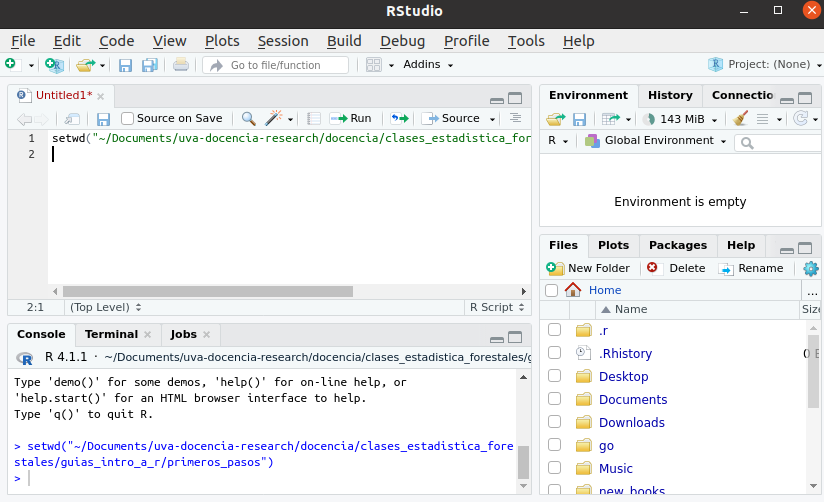 RStudio
File Edit Code View Plots Session Build Debug Profile Tools Help
Go to file/function Addins Project: (None)
Untitled1*
Source on Save Run Source
1 setwd("~/Documents/uva-docencia-research/docencia/clases_estadistica_fo
2
2:1 (Top Level) R Script
Console Terminal Jobs
R 4.1.1 · ~/Documents/uva-docencia-research/docencia/clases_estadistica_forestales/g
Type 'demo()' for some demos, 'help()' for on-line help, or
'help.start()' for an HTML browser interface to help.
Type 'q()' to quit R.
> setwd("~/Documents/uva-docencia-research/docencia/clases_estadistica_fore
stales/guias_intro_a_r/primeros_pasos")
>
Environment History Connectio
143 MiB
R Global Environment
Environment is empty
Files Plots Packages Help
New Folder Delete Rename
Home ...
Name Size
.r
.Rhistory 0 B
Desktop
Documents
Downloads
go
Music
new_books